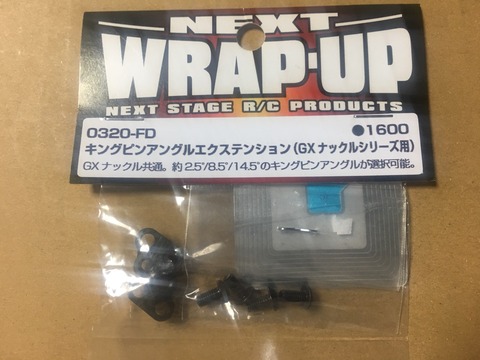 NEXT
WRAP-UP
NEXT STAGE R/C PRODUCTS
0320-FD ●1600
キングピンアングルエクステンション(GXナックルシリーズ用)
GXナックル共通。約2.5°/8.5°/14.5°のキングピンアングルが選択可能。